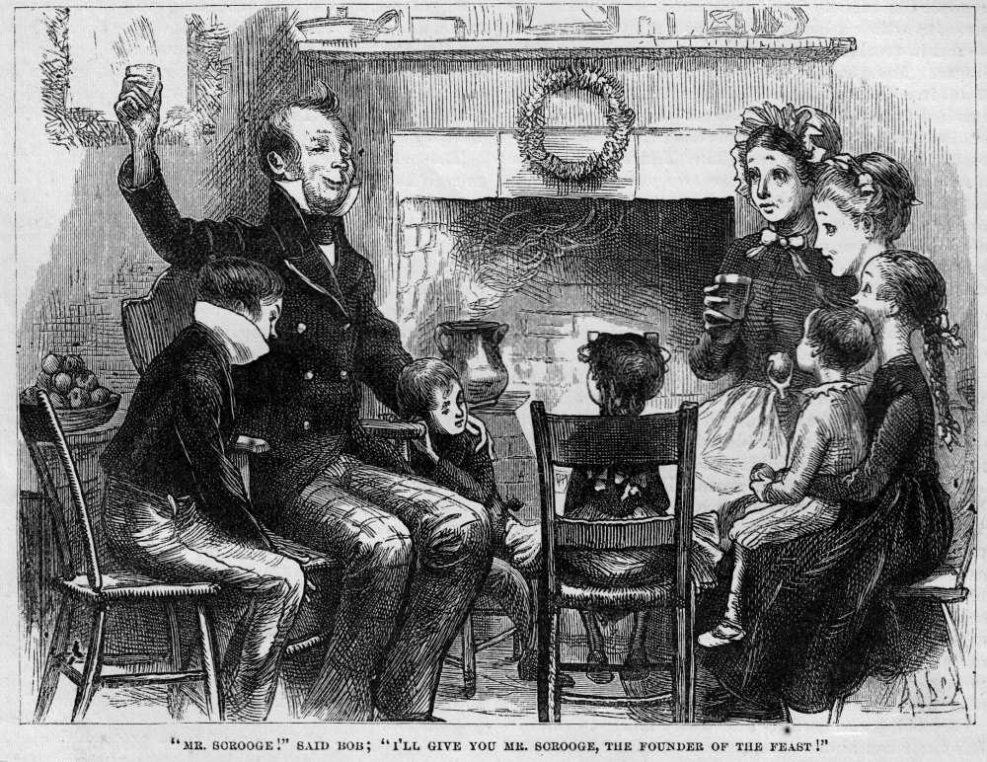 "MR. SCROOGE!" SAID BOB; "I'LL GIVE YOU MR. SCROOGE, THE FOUNDER OF THE FEAST!"